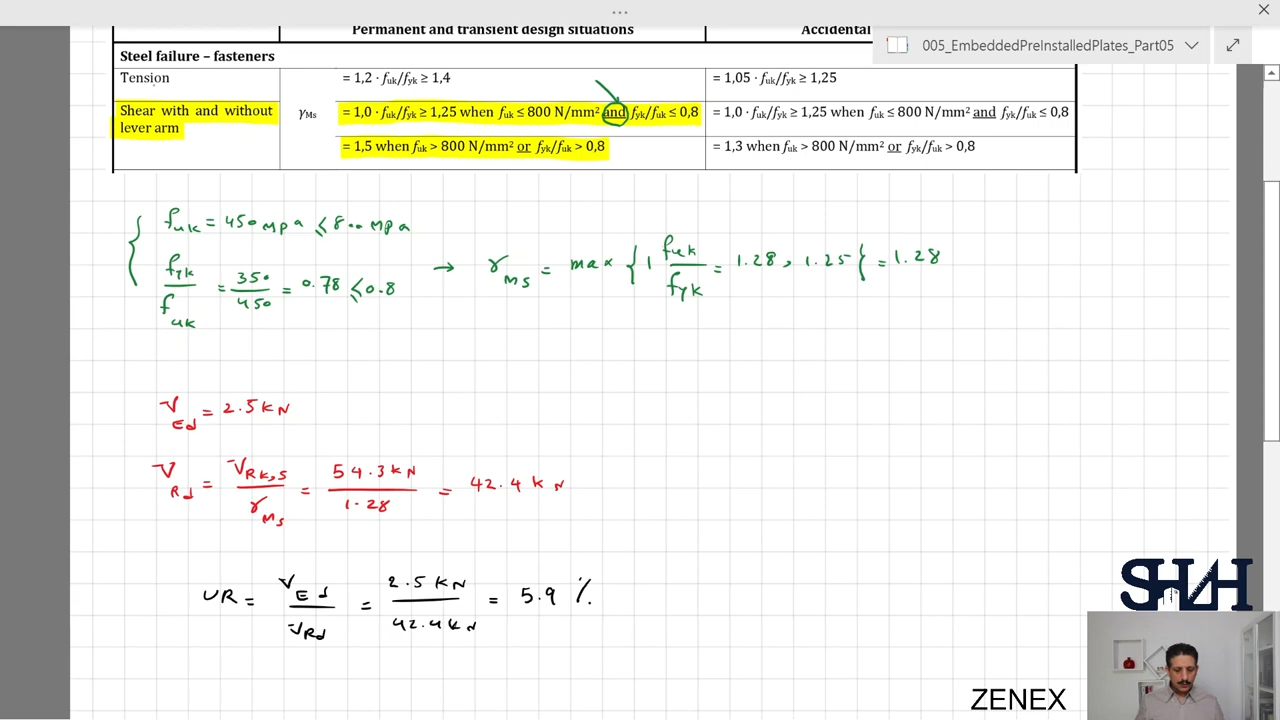 Permanent and transient design situations Accidental
005_EmbeddedPreInstalledPlates_Part05
Steel failure – fasteners
Tension = 1,2 · fuk/fyk ≥ 1,4 = 1,05 · fuk/fyk ≥ 1,25
Shear with and without lever arm γMs = 1,0 · fuk/fyk ≥ 1,25 when fuk ≤ 800 N/mm² and fyk/fuk ≤ 0,8 = 1,0 · fuk/fyk ≥ 1,25 when fuk ≤ 800 N/mm² and fyk/fuk ≤ 0,8
= 1,5 when fuk > 800 N/mm² or fyk/fuk > 0,8 = 1,3 when fuk > 800 N/mm² or fyk/fuk > 0,8
fuk = 450 MPa ≤ 800 MPa
fyk/fuk = 350/450 = 0.78 ≤ 0.8 → γMs = max { 1 fuk/fyk = 1.28 , 1.25 } = 1.28
VEd = 2.5 kN
VRd = VRk,s/γMs = 54.3 kN/1.28 = 42.4 kN
UR = VEd/VRd = 2.5 kN/42.4 kN = 5.9 %
SHZH
ZENEX